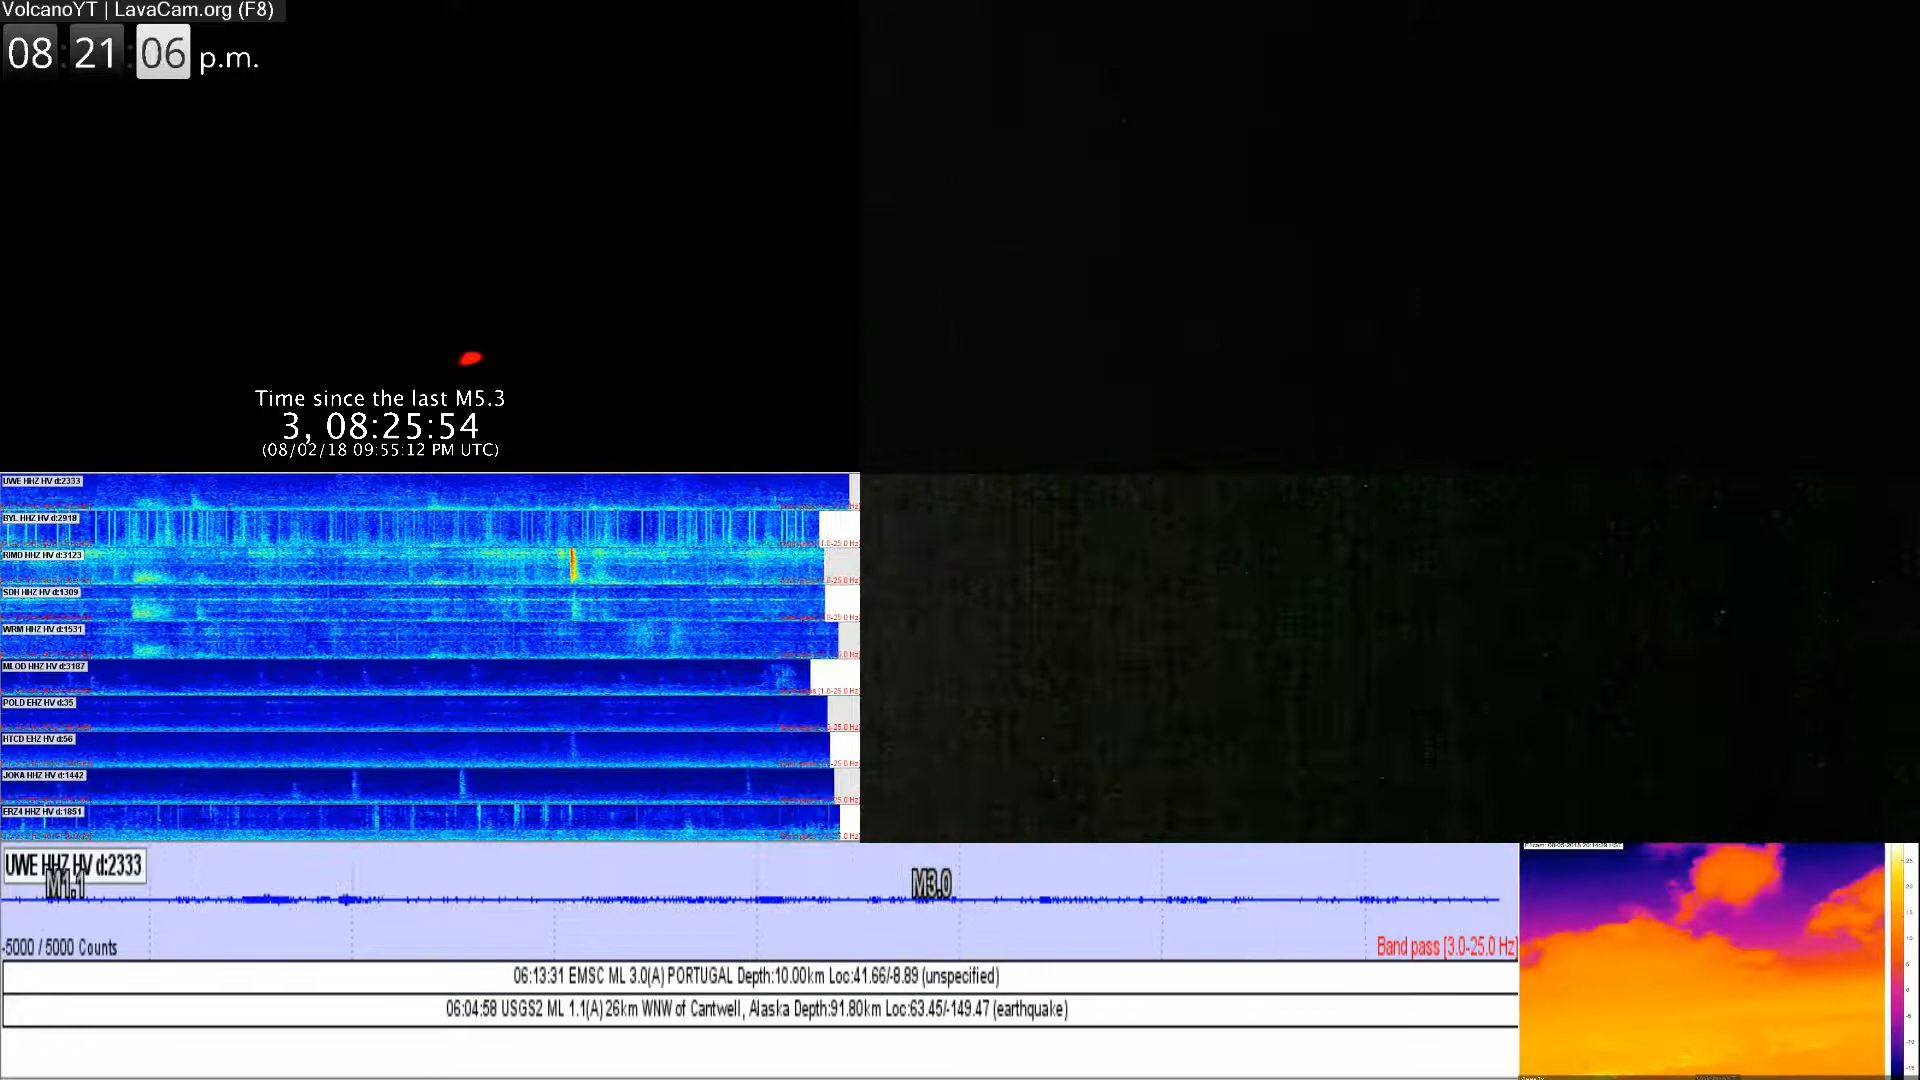 VolcanoYT | LavaCam.org (F8)
08:21:06 p.m.
Time since the last M5.3
3, 08:25:54
(08/02/18 09:55:12 PM UTC)
UWE HHZ HV d:2333
BYL HHZ HV d:2918
RIMD HHZ HV d:3123
SDH HHZ HV d:1309
WRM HHZ HV d:1531
MLOD HHZ HV d:3187
POLD EHZ HV d:35
HTCD EHZ HV d:56
JOKA HHZ HV d:1442
ERZ4 HHZ HV d:1851
UWE HHZ HV d:2333
M1.1
M3.0
-5000 / 5000 Counts
Band pass [3.0-25.0 Hz]
06:13:31 EMSC ML 3.0(A) PORTUGAL Depth:10.00km Loc:41.66/-8.89 (unspecified)
06:04:58 USGS2 ML 1.1(A) 26km WNW of Cantwell, Alaska Depth:91.80km Loc:63.45/-149.47 (earthquake)